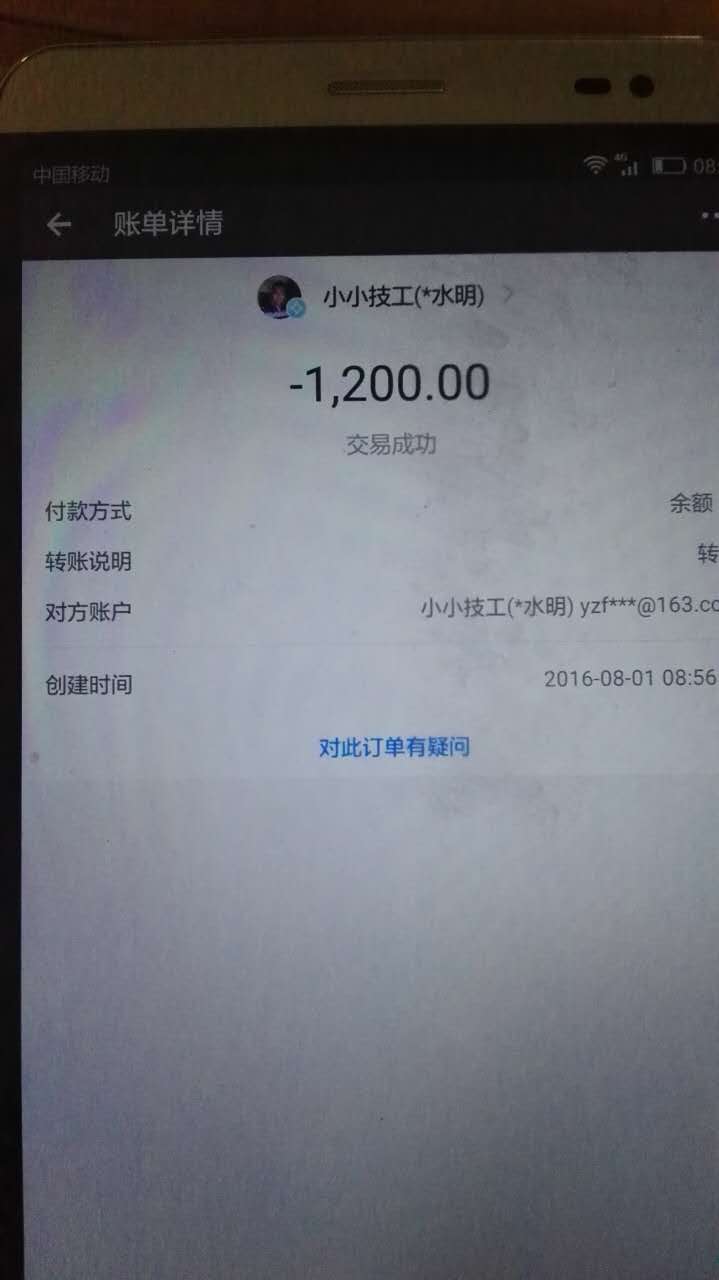 中国移动 4G 08:
账单详情
小小技工(*水明)
-1,200.00
交易成功
付款方式 余额
转账说明 转
对方账户 小小技工(*水明) yzf***@163.co
创建时间 2016-08-01 08:56
对此订单有疑问